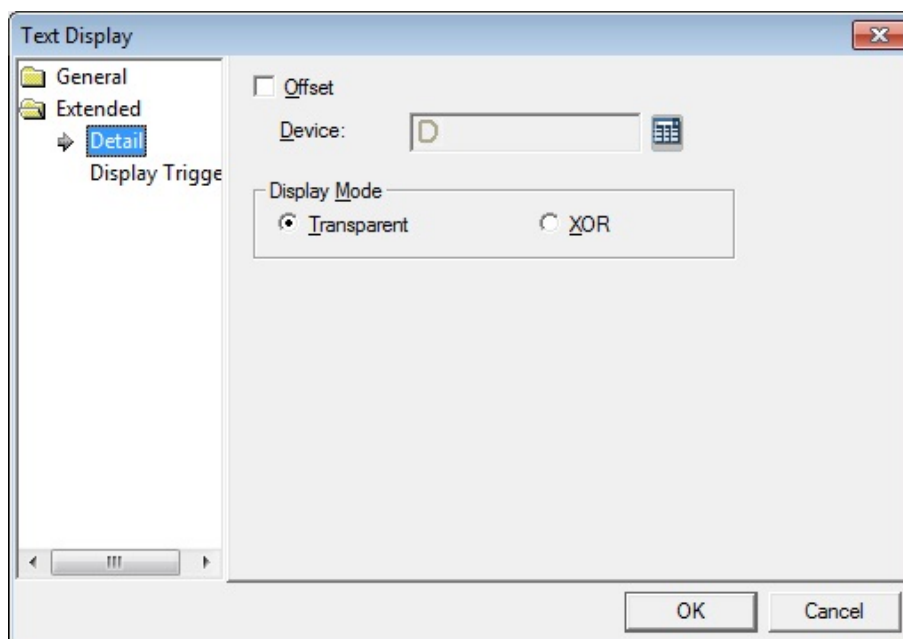 Text Display
General
Extended
Detail
Display Trigge
Offset
Device:
D
Display Mode
Transparent
XOR
OK
Cancel